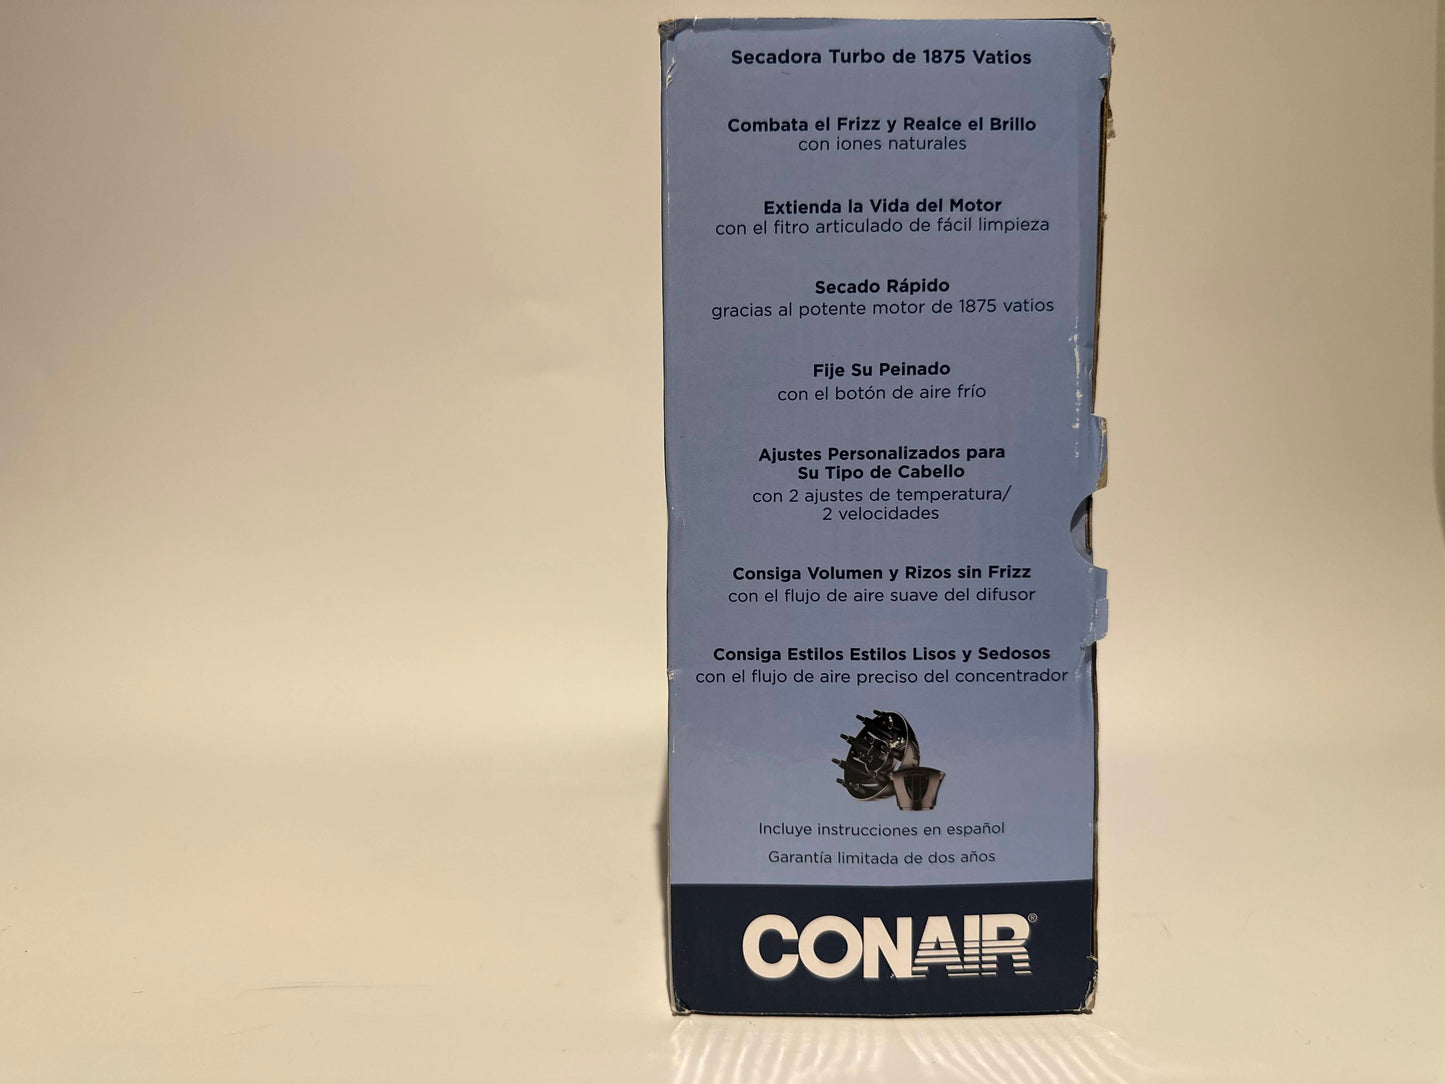 Secadora Turbo de 1875 Vatios
Combata el Frizz y Realce el Brillo
con iones naturales
Extienda la Vida del Motor
con el fitro articulado de fácil limpieza
Secado Rápido
gracias al potente motor de 1875 vatios
Fije Su Peinado
con el botón de aire frío
Ajustes Personalizados para
Su Tipo de Cabello
con 2 ajustes de temperatura/
2 velocidades
Consiga Volumen y Rizos sin Frizz
con el flujo de aire suave del difusor
Consiga Estilos Estilos Lisos y Sedosos
con el flujo de aire preciso del concentrador
Incluye instrucciones en español
Garantía limitada de dos años
CONAIR®